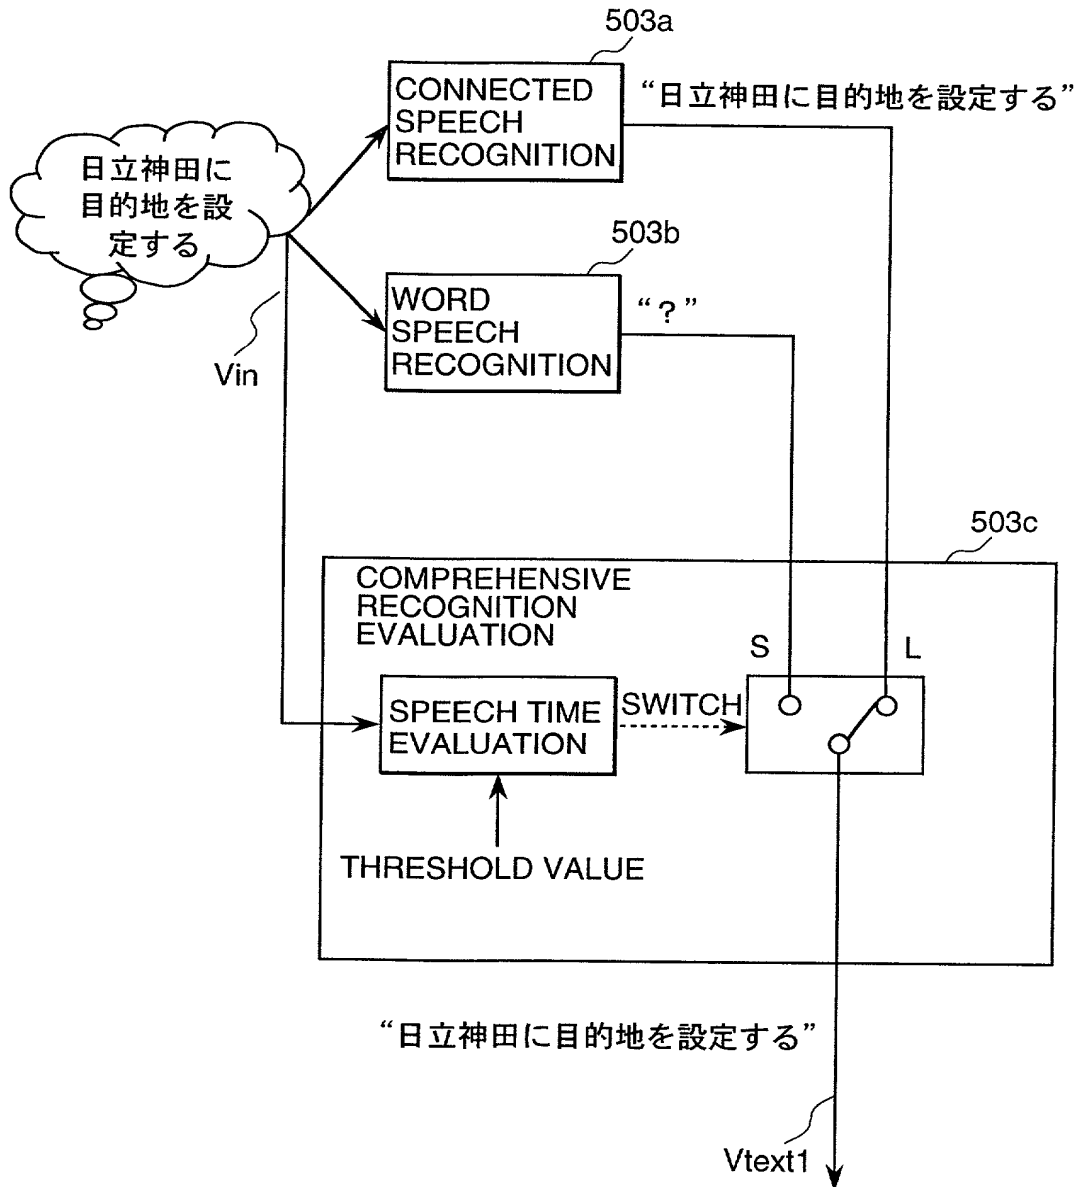 503a
CONNECTED
SPEECH
RECOGNITION
“日立神田に目的地を設定する”
日立神田に
目的地を設
定する
503b
WORD
SPEECH
RECOGNITION
“?”
Vin
503c
COMPREHENSIVE
RECOGNITION
EVALUATION
S
L
SPEECH TIME
EVALUATION
SWITCH
THRESHOLD VALUE
“日立神田に目的地を設定する”
Vtext1